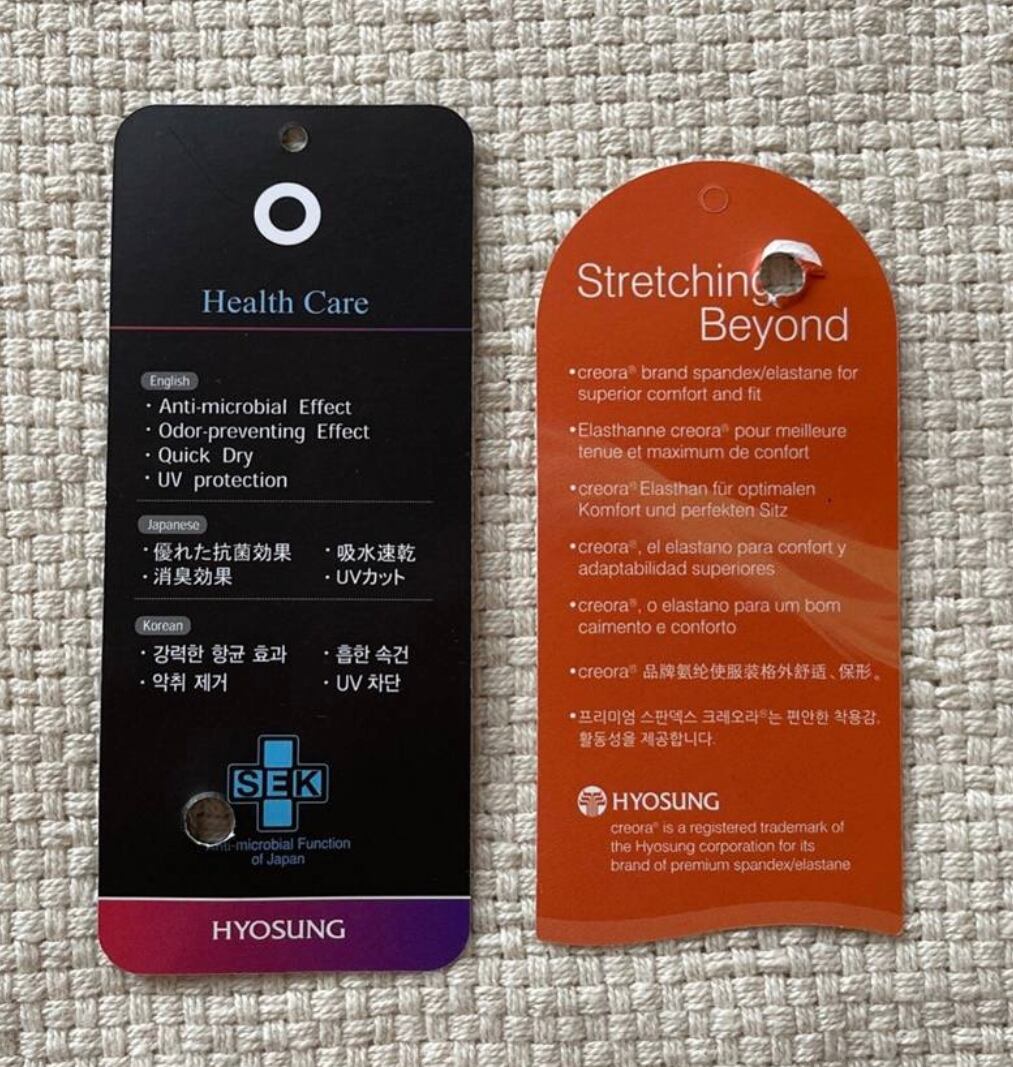 Health Care
English
· Anti-microbial Effect
· Odor-preventing Effect
· Quick Dry
· UV protection
Japanese
· 優れた抗菌効果 · 吸水速乾
· 消臭効果 · UVカット
Korean
· 강력한 항균 효과 · 흡한 속건
· 악취 제거 · UV 차단
SEK
Anti-microbial Function
of Japan
HYOSUNG
Stretching
Beyond
•creora® brand spandex/elastane for
superior comfort and fit
•Elasthanne creora® pour meilleure
tenue et maximum de confort
•creora® Elasthan für optimalen
Komfort und perfekten Sitz
•creora®, el elastano para confort y
adaptabilidad superiores
•creora®, o elastano para um bom
caimento e conforto
•creora® 品牌氨纶使服装格外舒适、保形。
•프리미엄 스판덱스 크레오라®는 편안한 착용감,
활동성을 제공합니다.
HYOSUNG
creora® is a registered trademark of
the Hyosung corporation for its
brand of premium spandex/elastane